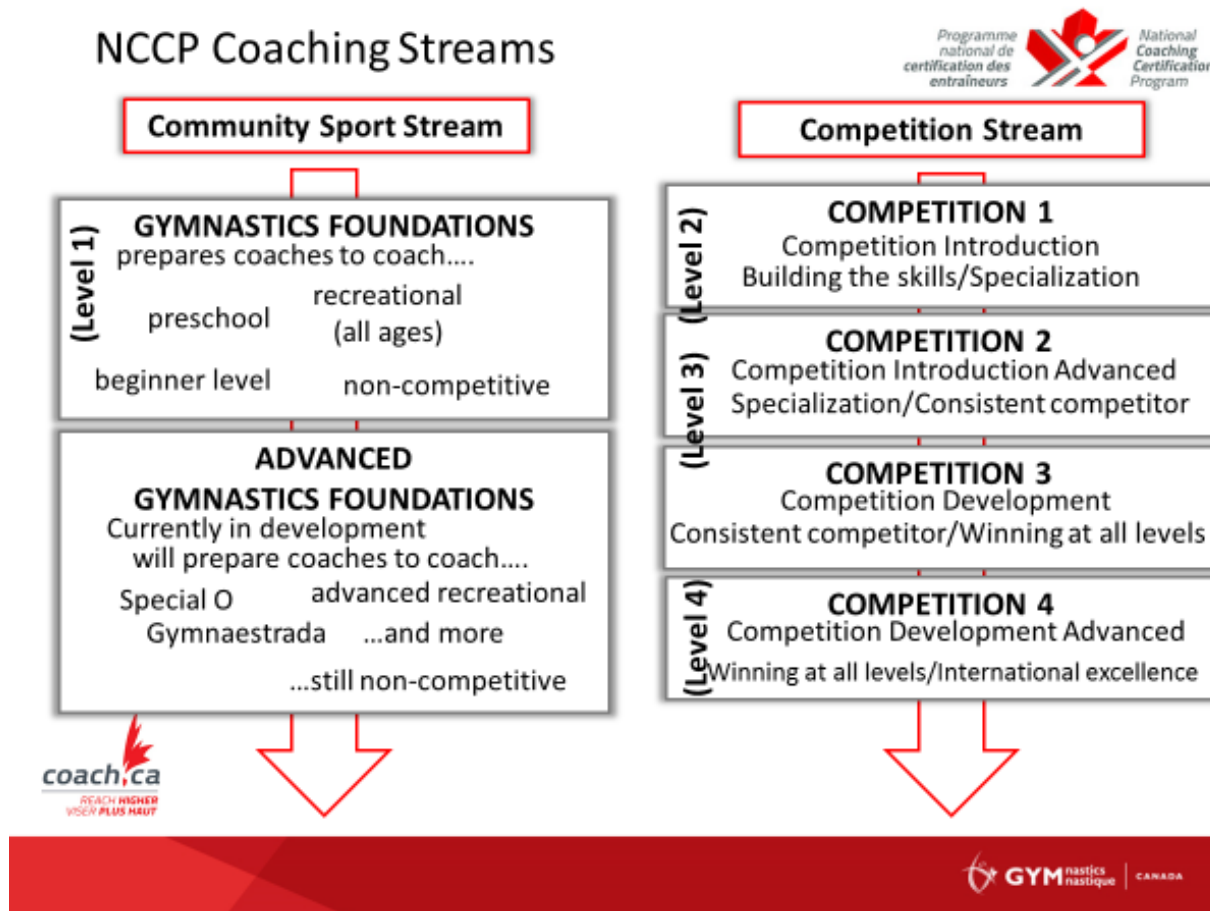 NCCP Coaching Streams
Programme
national de
certification des
entraîneurs
National
Coaching
Certification
Program
Community Sport Stream
(Level 1)
GYMNASTICS FOUNDATIONS
prepares coaches to coach....
recreational
(all ages)
preschool
beginner level
non-competitive
ADVANCED
GYMNASTICS FOUNDATIONS
Currently in development
will prepare coaches to coach....
Special O
advanced recreational
Gymnaestrada
...and more
...still non-competitive
Competition Stream
(Level 2)
COMPETITION 1
Competition Introduction
Building the skills/Specialization
(Level 3)
COMPETITION 2
Competition Introduction Advanced
Specialization/Consistent competitor
COMPETITION 3
Competition Development
Consistent competitor/Winning at all levels
(Level 4)
COMPETITION 4
Competition Development Advanced
Winning at all levels/International excellence
coach.ca
REACH HIGHER
VISER PLUS HAUT
GYMnastics
nastique
CANADA